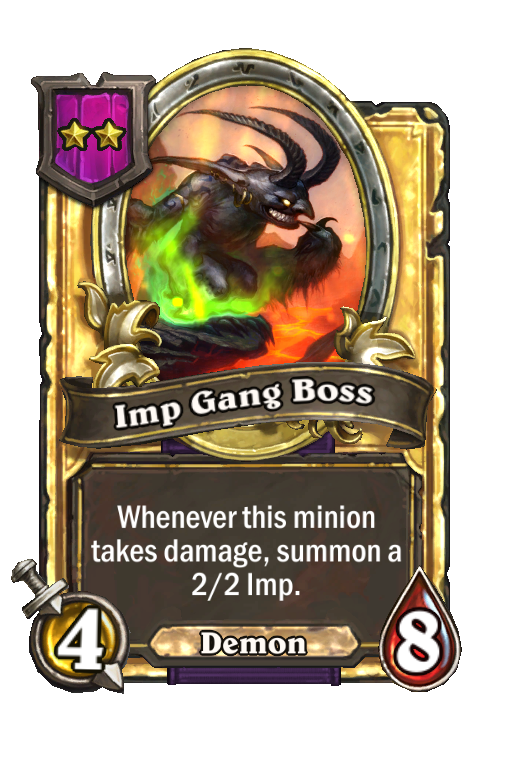 Imp Gang Boss
Whenever this minion
takes damage, summon a
2/2 Imp.
4
Demon
8